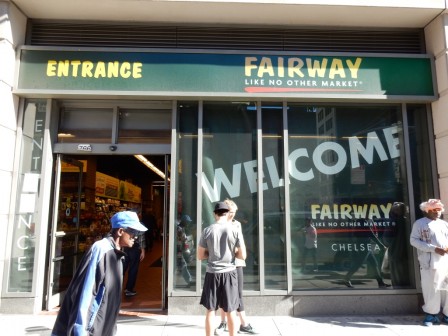 ENTRANCE
FAIRWAY
LIKE NO OTHER MARKET
WELCOME
FAIRWAY
LIKE NO OTHER MARKET
CHELSEA
ENTRANCE